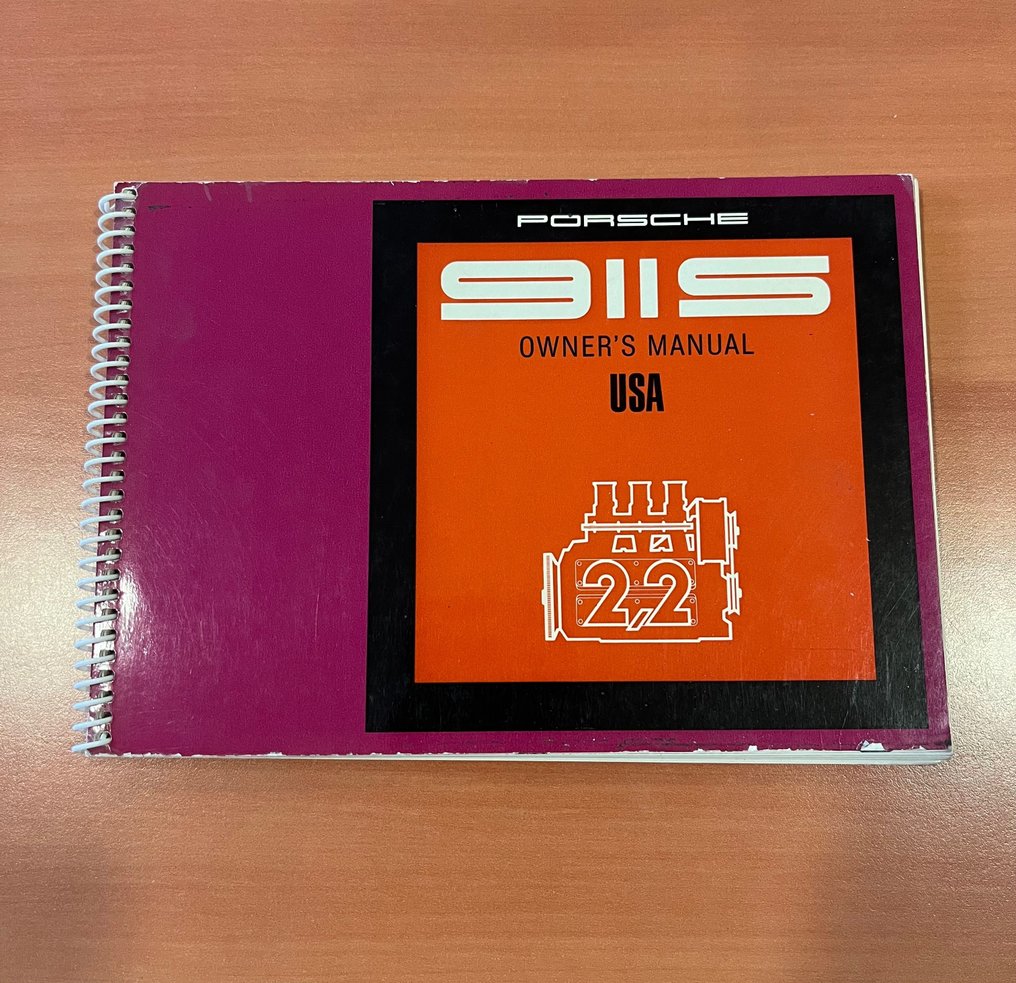 PORSCHE
911S
OWNER'S MANUAL
USA
2,2